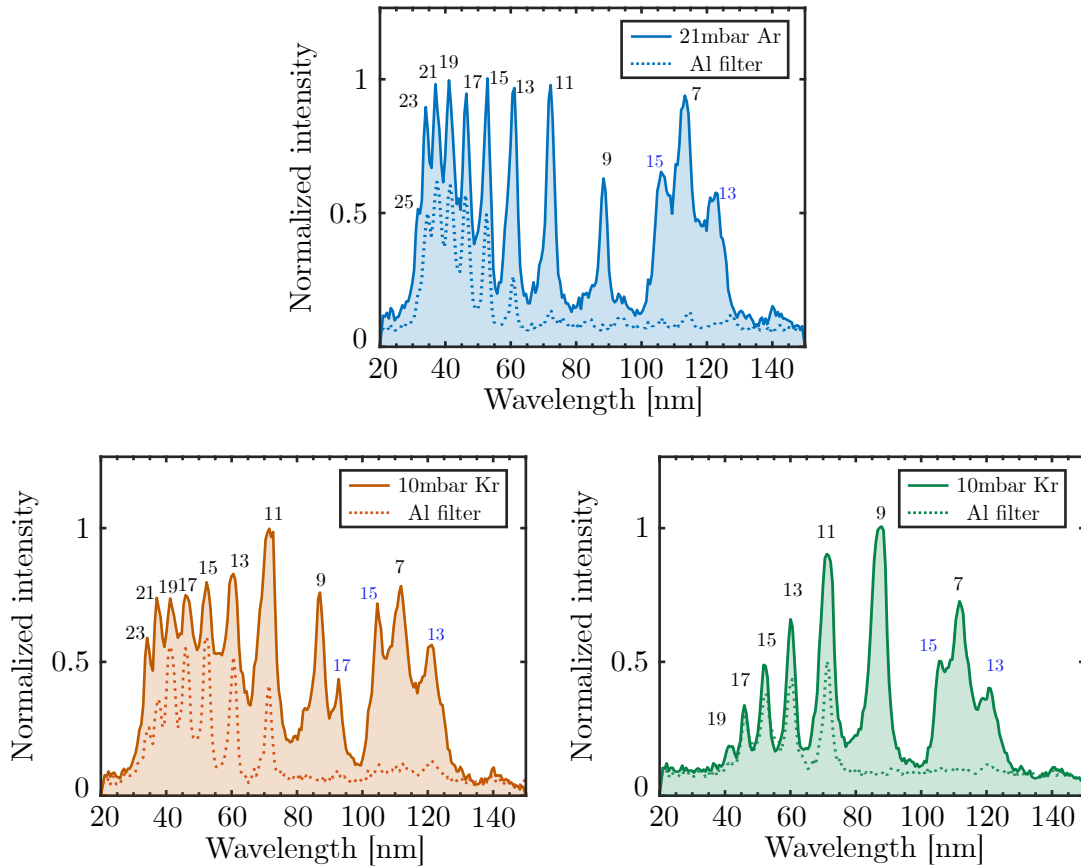 21mbar Ar
Al filter
Normalized intensity
1
0.5
0
23
21
19
17
15
13
11
9
7
25
15
13
20 40 60 80 100 120 140
Wavelength [nm]
10mbar Kr
Al filter
Normalized intensity
1
0.5
0
23
21
19
17
15
13
11
9
17
15
7
13
20 40 60 80 100 120 140
Wavelength [nm]
10mbar Kr
Al filter
Normalized intensity
1
0.5
0
19
17
15
13
11
9
15
7
13
20 40 60 80 100 120 140
Wavelength [nm]